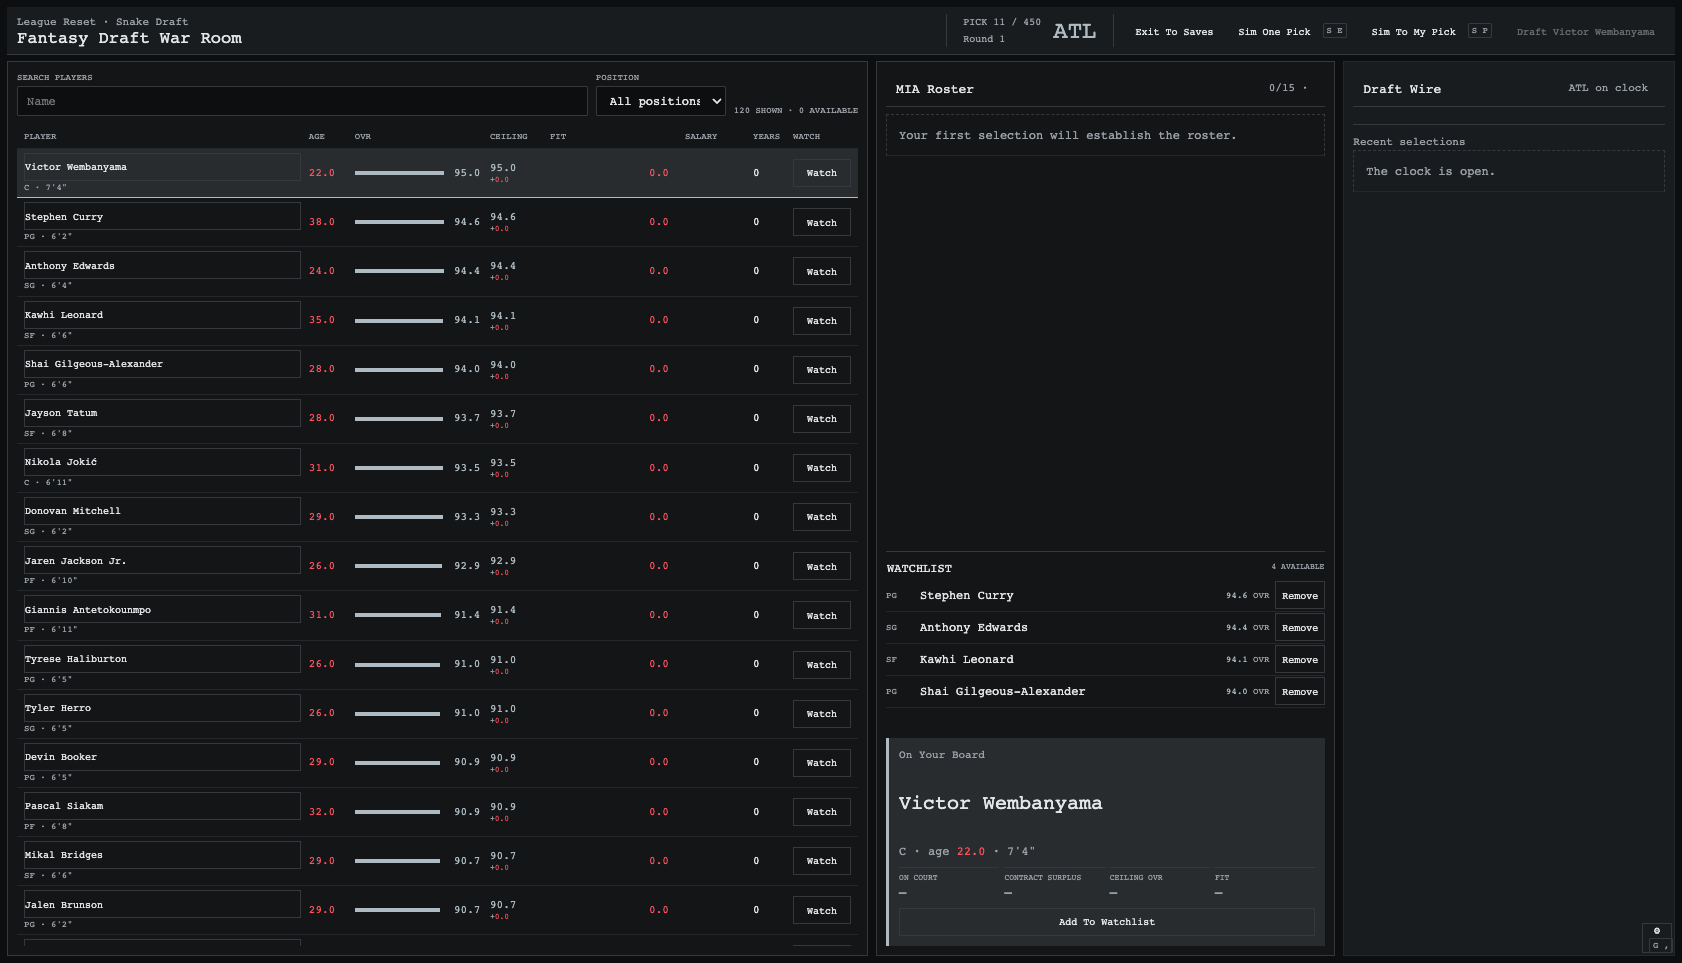 League Reset · Snake Draft
Fantasy Draft War Room
PICK 11 / 450
Round 1
ATL
Exit To Saves
Sim One Pick S E
Sim To My Pick S P
Draft Victor Wembanyama
SEARCH PLAYERS
Name
POSITION
All positions
120 SHOWN · 0 AVAILABLE
PLAYER AGE OVR CEILING FIT SALARY YEARS WATCH
Victor Wembanyama
C · 7'4"
22.0 95.0 95.0 +0.0 0.0 0 Watch
Stephen Curry
PG · 6'2"
38.0 94.6 94.6 +0.0 0.0 0 Watch
Anthony Edwards
SG · 6'4"
24.0 94.4 94.4 +0.0 0.0 0 Watch
Kawhi Leonard
SF · 6'6"
35.0 94.1 94.1 +0.0 0.0 0 Watch
Shai Gilgeous-Alexander
PG · 6'6"
28.0 94.0 94.0 +0.0 0.0 0 Watch
Jayson Tatum
SF · 6'8"
28.0 93.7 93.7 +0.0 0.0 0 Watch
Nikola Jokić
C · 6'11"
31.0 93.5 93.5 +0.0 0.0 0 Watch
Donovan Mitchell
SG · 6'2"
29.0 93.3 93.3 +0.0 0.0 0 Watch
Jaren Jackson Jr.
PF · 6'10"
26.0 92.9 92.9 +0.0 0.0 0 Watch
Giannis Antetokounmpo
PF · 6'11"
31.0 91.4 91.4 +0.0 0.0 0 Watch
Tyrese Haliburton
PG · 6'5"
26.0 91.0 91.0 +0.0 0.0 0 Watch
Tyler Herro
SG · 6'5"
26.0 91.0 91.0 +0.0 0.0 0 Watch
Devin Booker
PG · 6'5"
29.0 90.9 90.9 +0.0 0.0 0 Watch
Pascal Siakam
PF · 6'8"
32.0 90.9 90.9 +0.0 0.0 0 Watch
Mikal Bridges
SF · 6'6"
29.0 90.7 90.7 +0.0 0.0 0 Watch
Jalen Brunson
PG · 6'2"
29.0 90.7 90.7 +0.0 0.0 0 Watch
MIA Roster
0/15 ·
Your first selection will establish the roster.
WATCHLIST
4 AVAILABLE
PG Stephen Curry 94.6 OVR Remove
SG Anthony Edwards 94.4 OVR Remove
SF Kawhi Leonard 94.1 OVR Remove
PG Shai Gilgeous-Alexander 94.0 OVR Remove
On Your Board
Victor Wembanyama
C · age 22.0 · 7'4"
ON COURT CONTRACT SURPLUS CEILING OVR FIT
— — — —
Add To Watchlist
Draft Wire
ATL on clock
Recent selections
The clock is open.
G ,